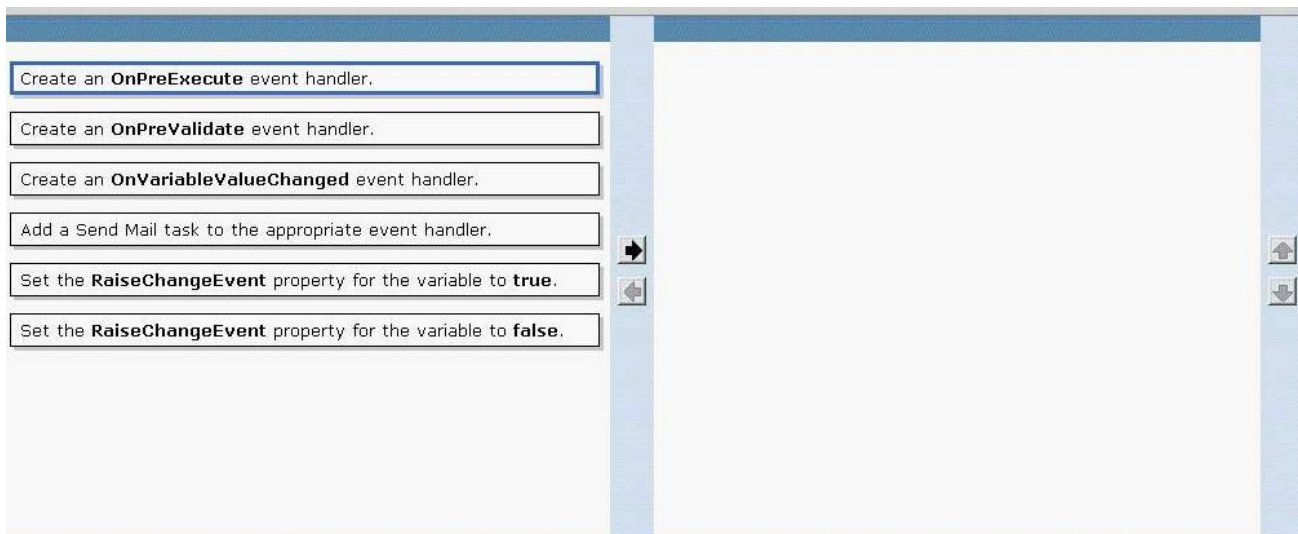 Create an OnPreExecute event handler.
Create an OnPreValidate event handler.
Create an OnVariableValueChanged event handler.
Add a Send Mail task to the appropriate event handler.
Set the RaiseChangeEvent property for the variable to true.
Set the RaiseChangeEvent property for the variable to false.